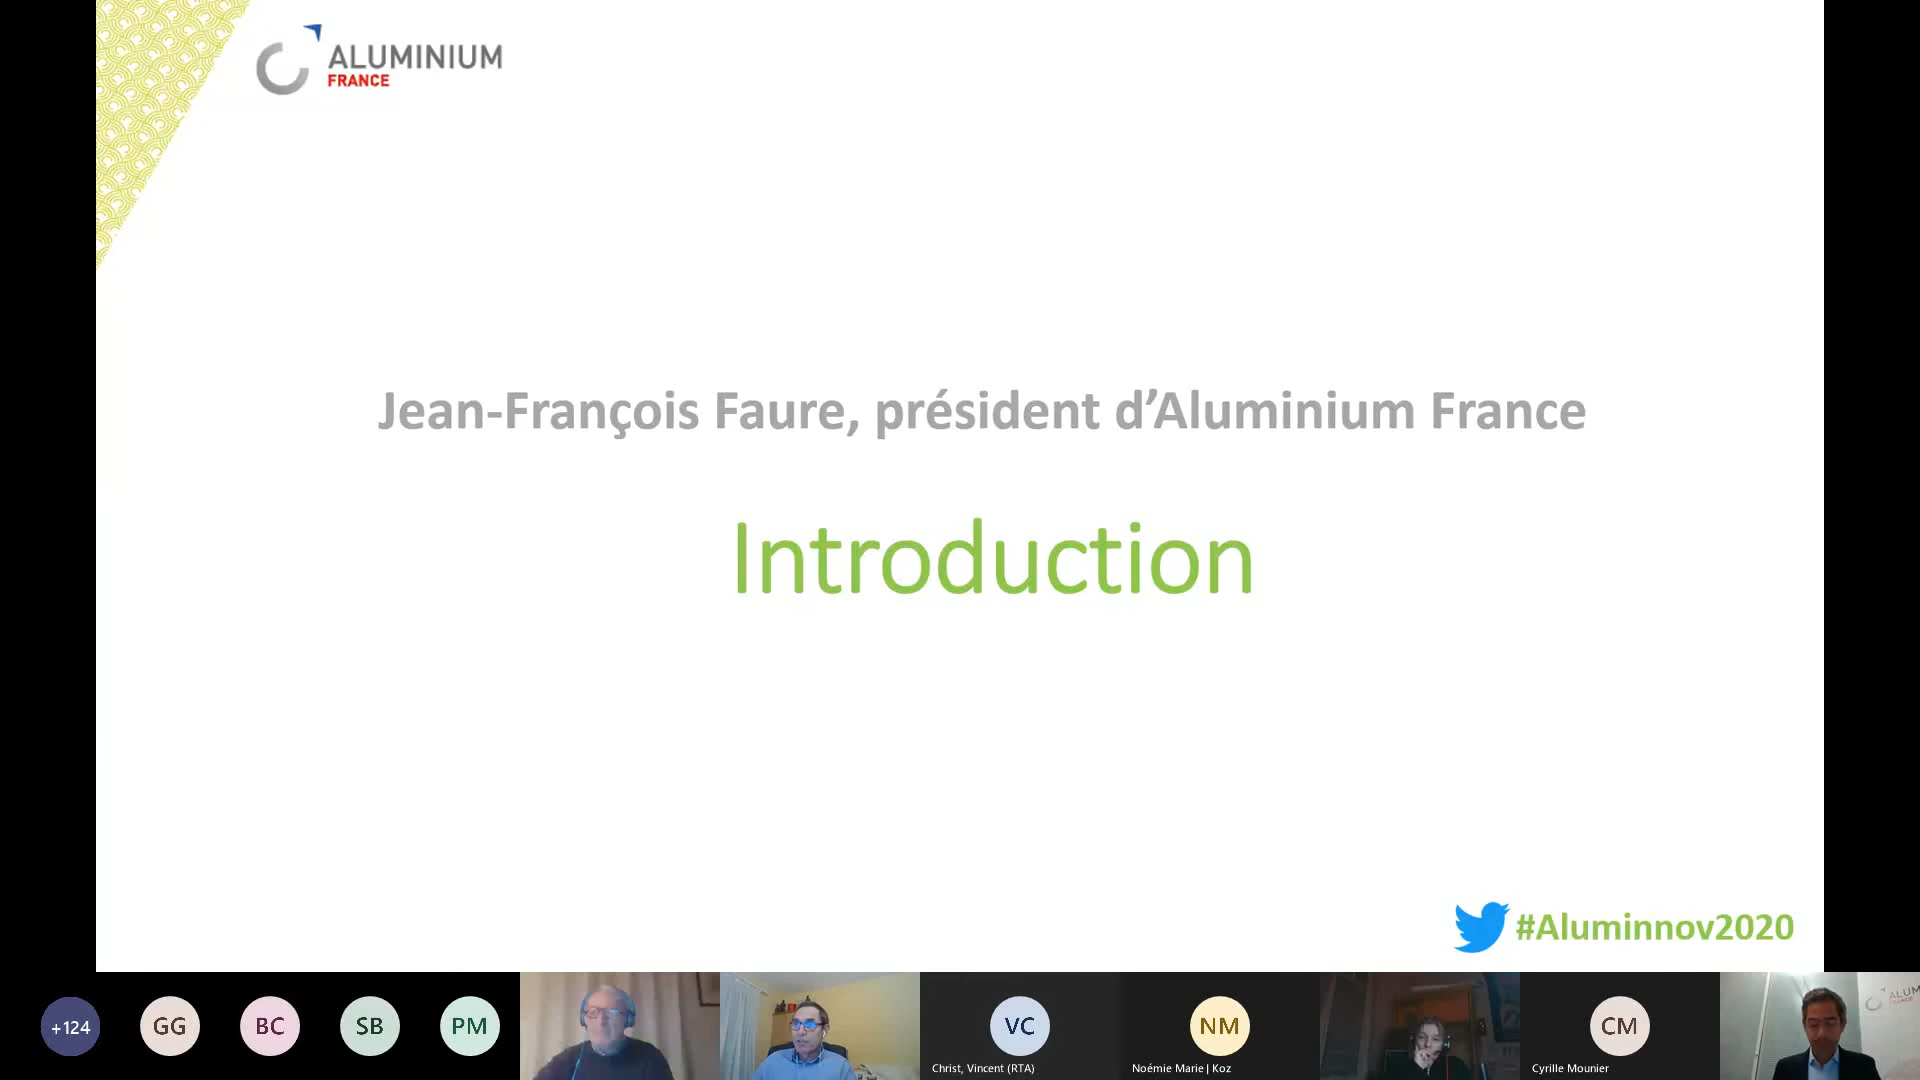 ALUMINIUM
FRANCE
Jean-François Faure, président d’Aluminium France
Introduction
#Aluminnov2020
+124
GG
BC
SB
PM
VC
Christ, Vincent (RTA)
NM
Noémie Marie | Koz
CM
Cyrille Mounier
ALUM